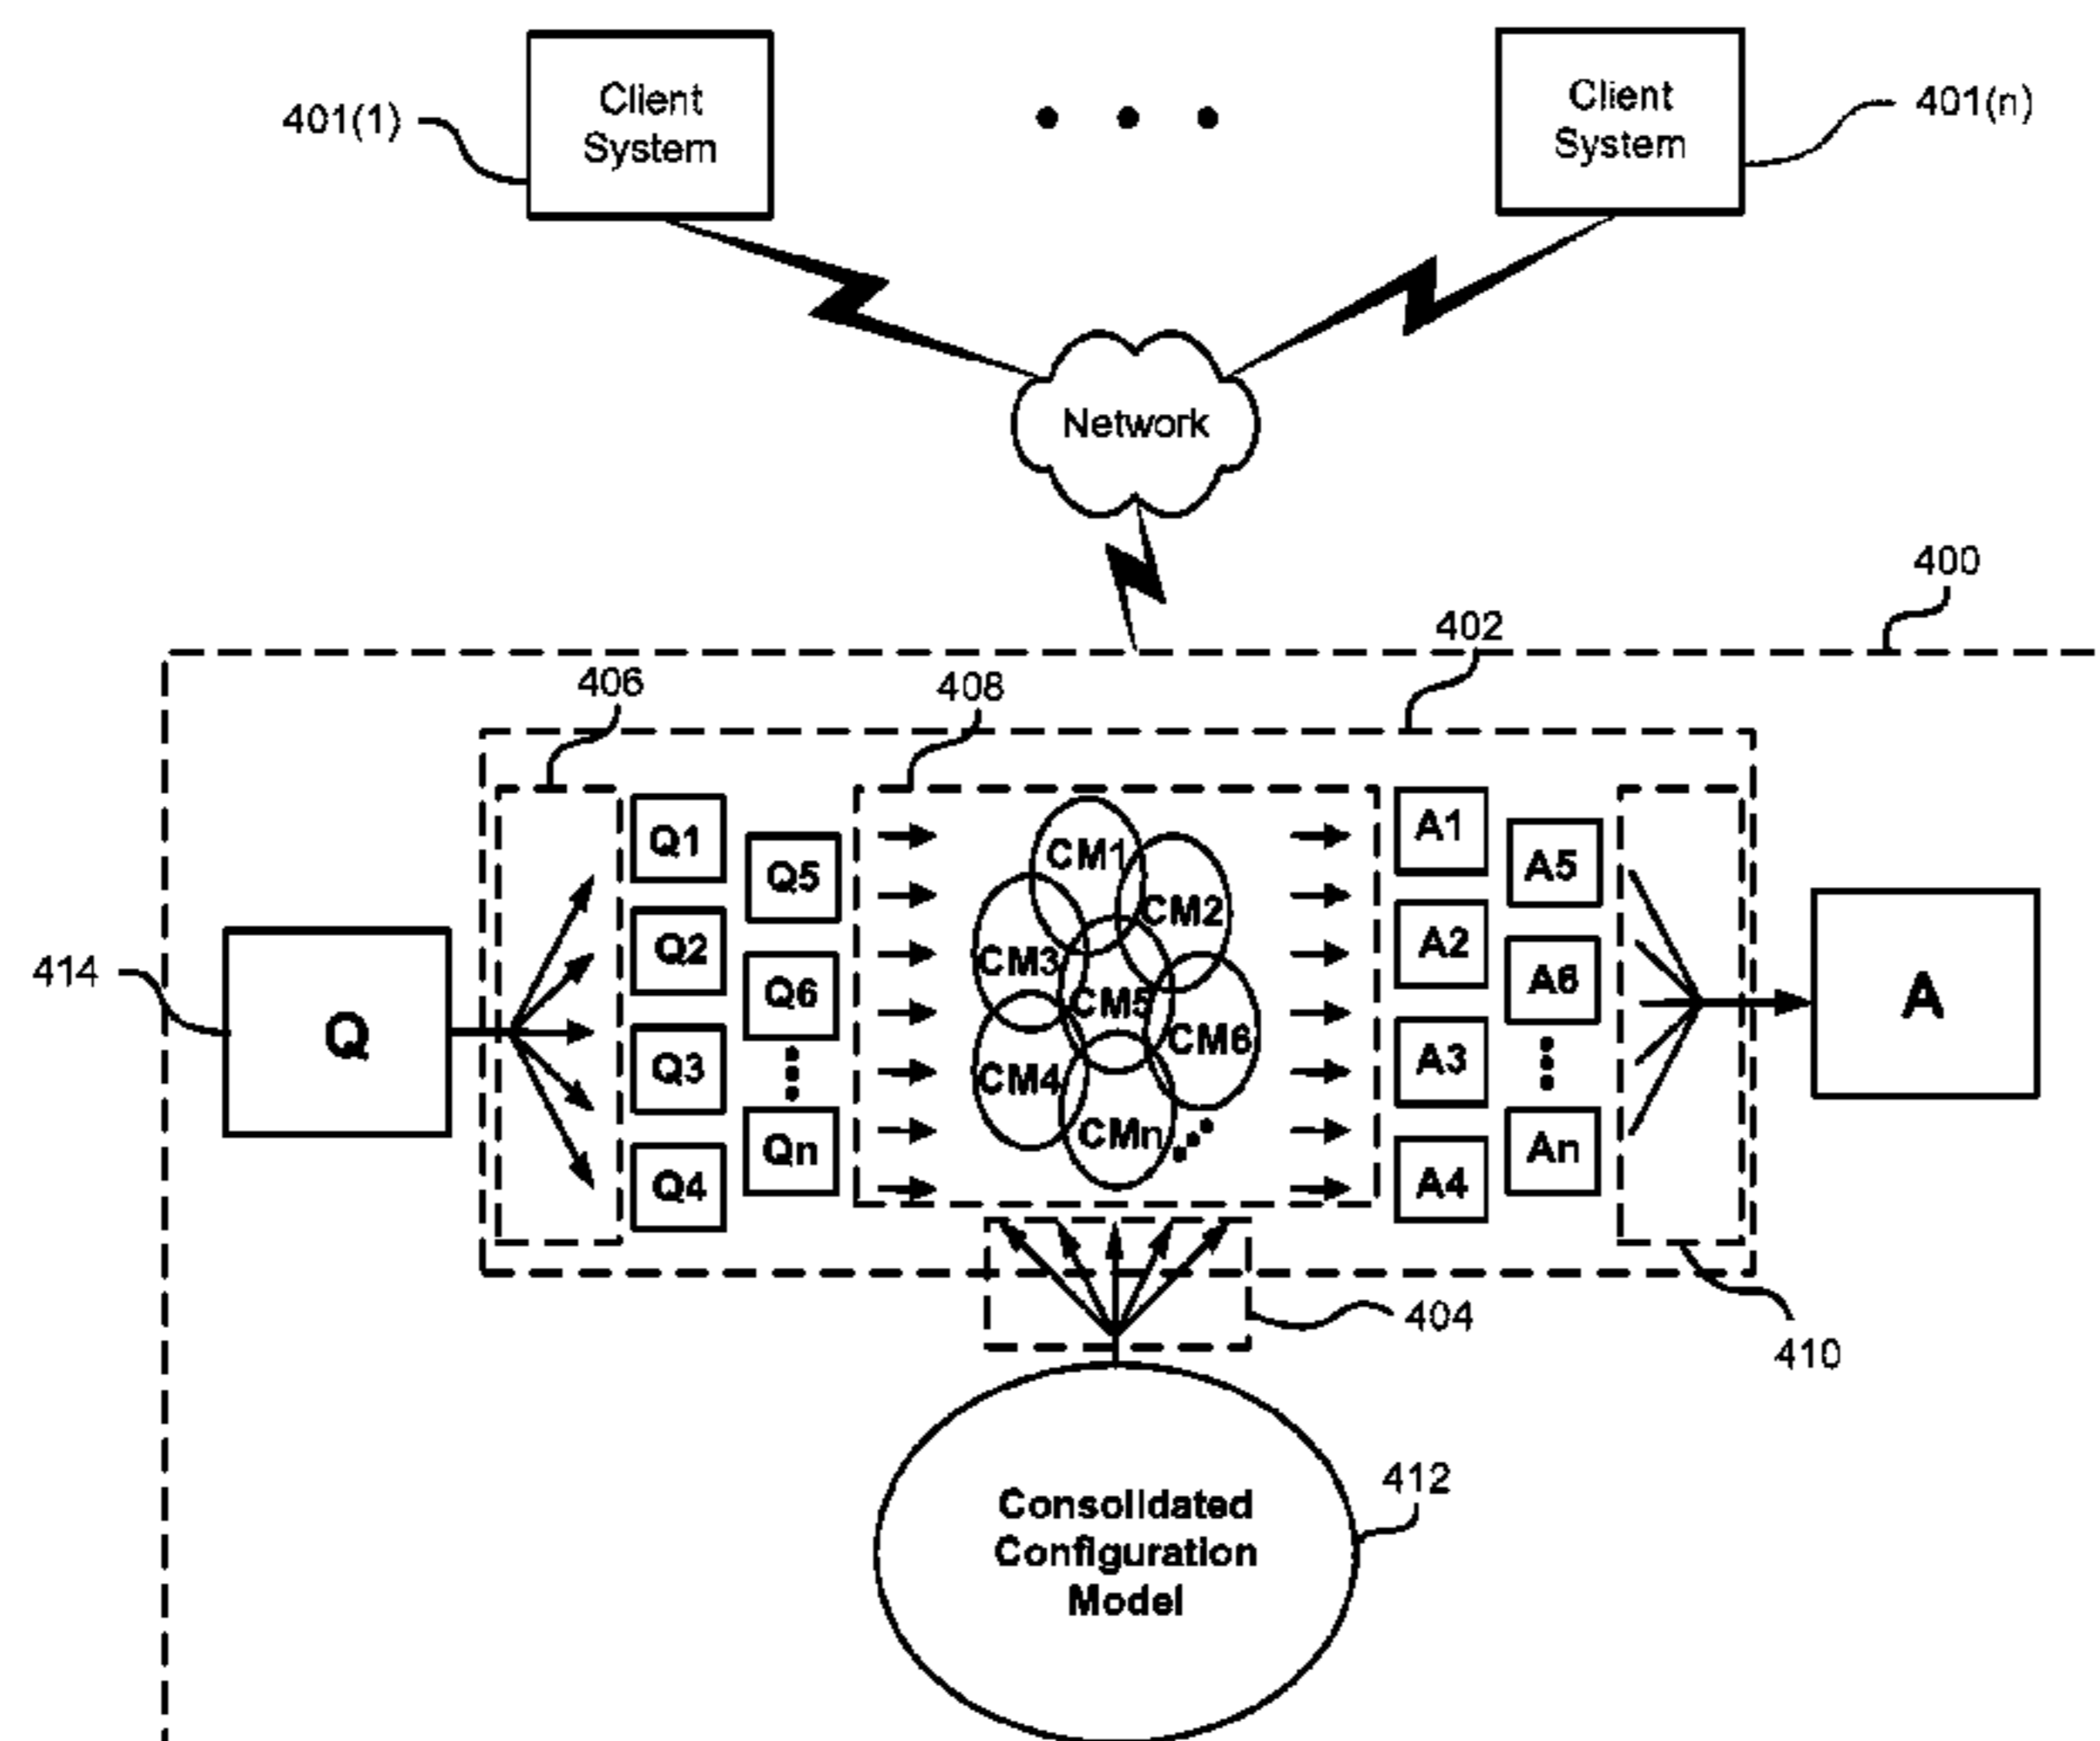 401(1)
Client
System
Client
System
401(n)
Network
400
402
406
408
414
Q
Q1
Q2
Q3
Q4
Q5
Q6
Qn
CM1
CM2
CM3
CM5
CM6
CM4
CMn
A1
A2
A3
A4
A5
A6
An
A
404
410
412
Consolidated
Configuration
Model